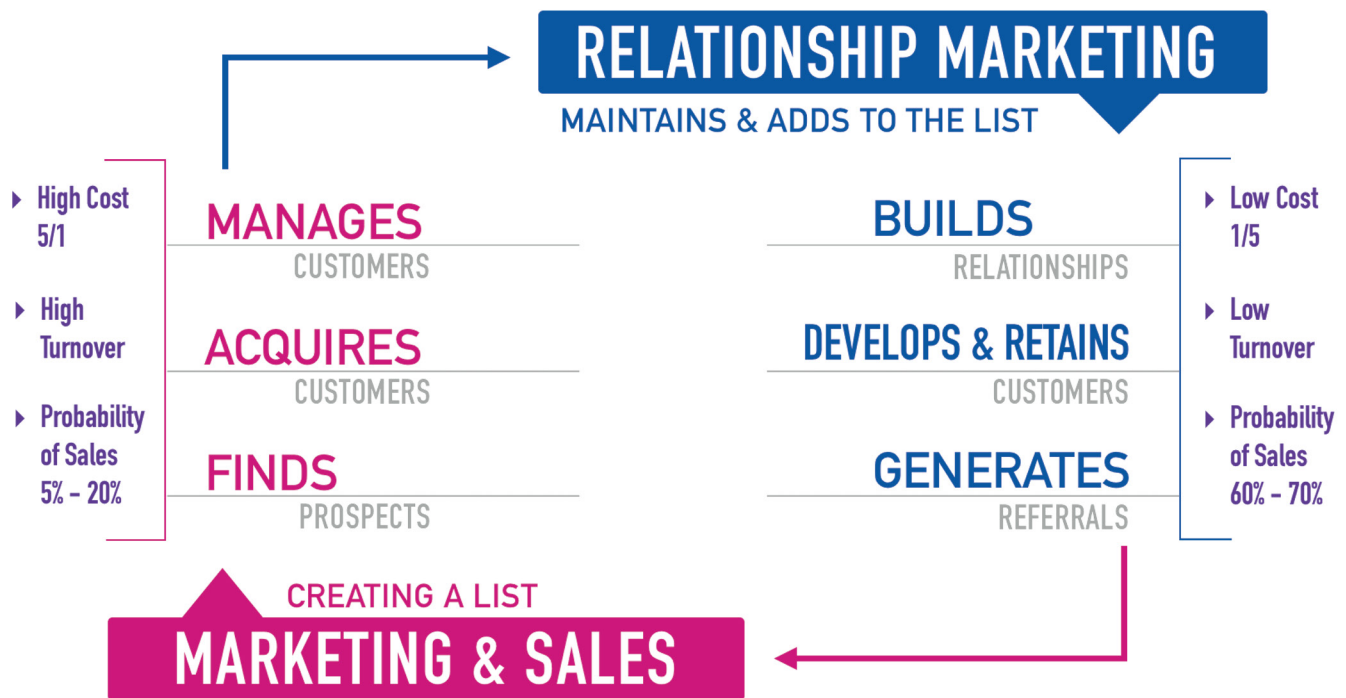 RELATIONSHIP MARKETING
MAINTAINS & ADDS TO THE LIST
High Cost
5/1
High
Turnover
Probability
of Sales
5% – 20%
MANAGES
CUSTOMERS
ACQUIRES
CUSTOMERS
FINDS
PROSPECTS
BUILDS
RELATIONSHIPS
DEVELOPS & RETAINS
CUSTOMERS
GENERATES
REFERRALS
Low Cost
1/5
Low
Turnover
Probability
of Sales
60% – 70%
CREATING A LIST
MARKETING & SALES